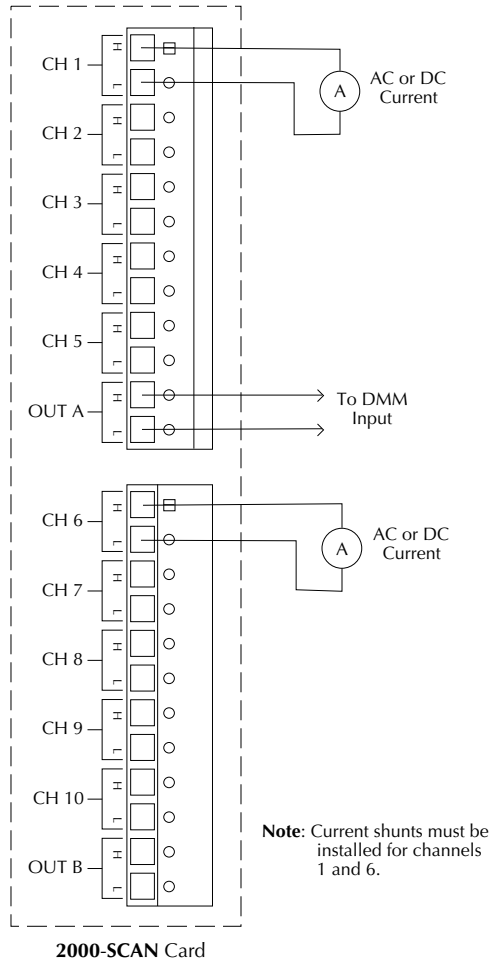 CH 1
H
L
A
AC or DC
Current
CH 2
H
L
CH 3
H
L
CH 4
H
L
CH 5
H
L
OUT A
H
L
To DMM
Input
CH 6
H
L
A
AC or DC
Current
CH 7
H
L
CH 8
H
L
CH 9
H
L
CH 10
H
L
OUT B
H
L
Note: Current shunts must be
installed for channels
1 and 6.
2000-SCAN Card